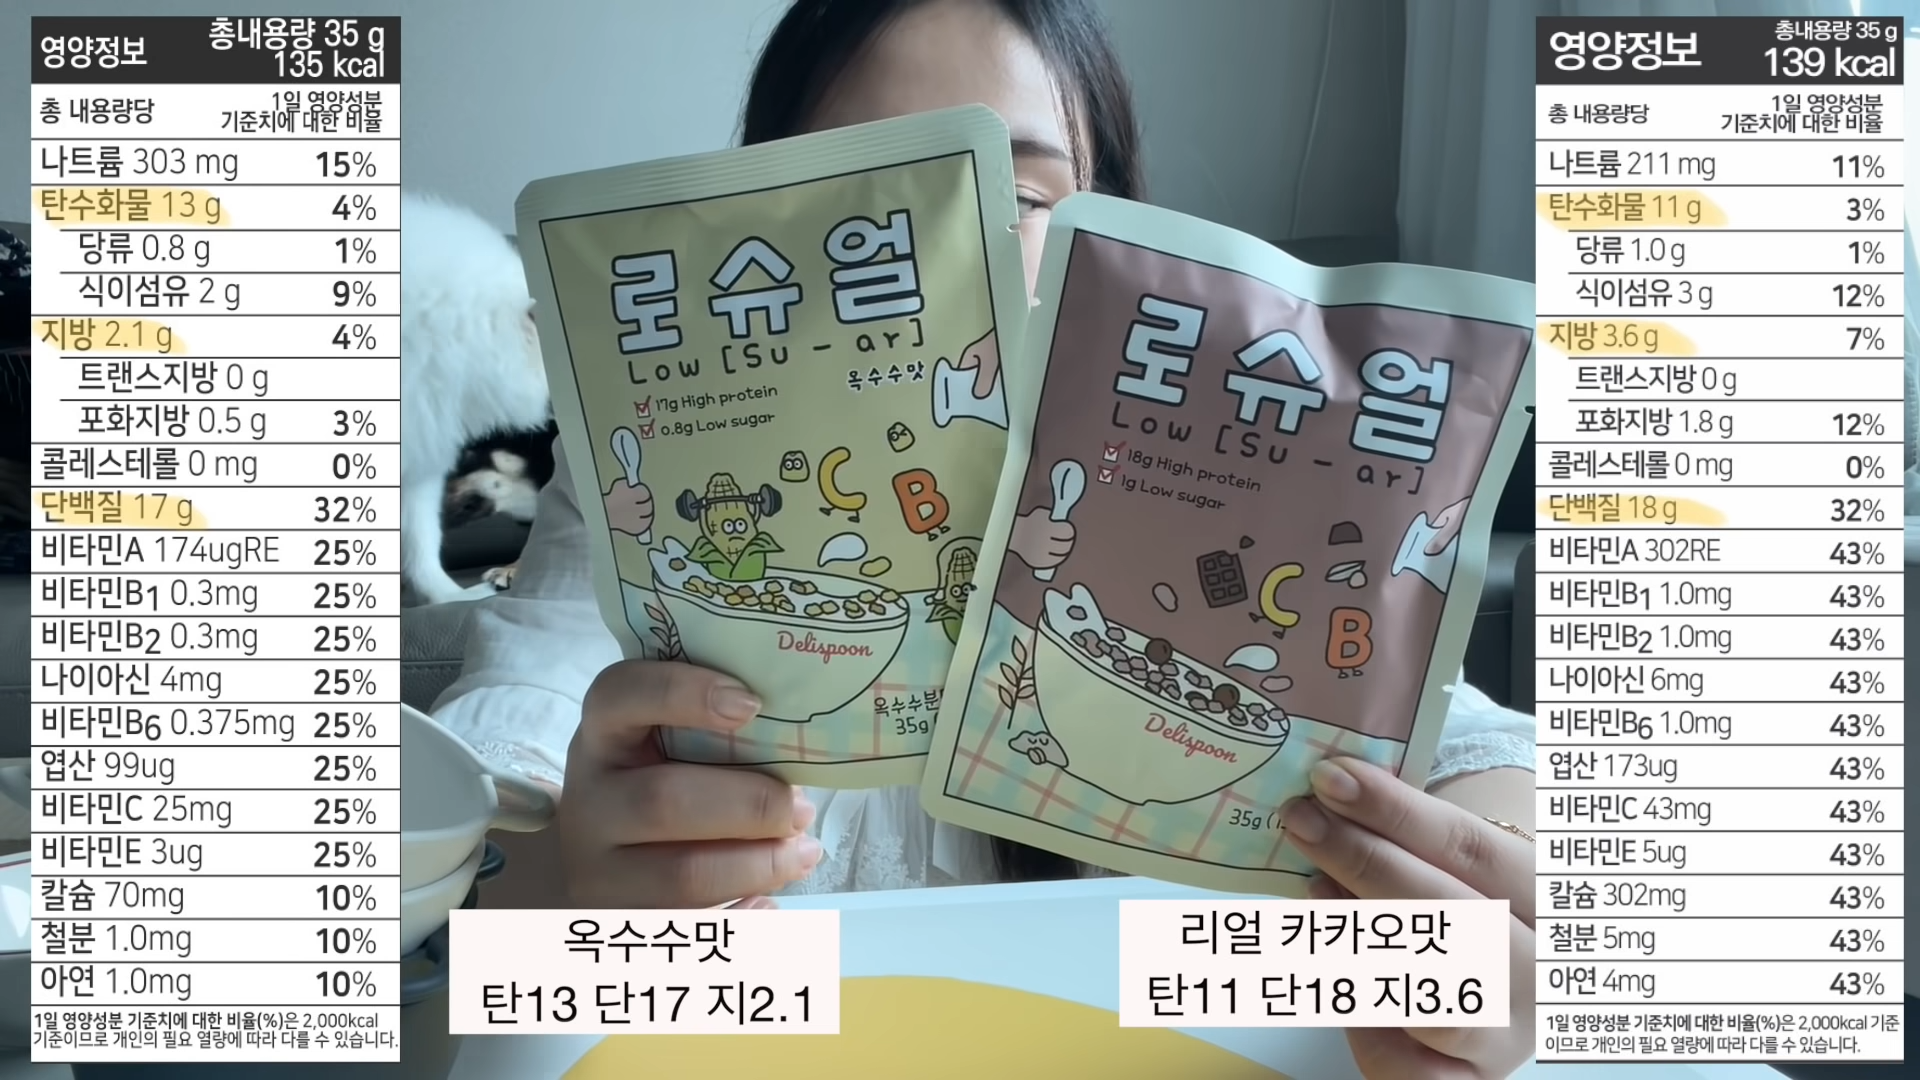 영양정보
총내용량 35 g
135 kcal
총 내용량당
1일 영양성분
기준치에 대한 비율
나트륨 303 mg 15%
탄수화물 13 g 4%
당류 0.8 g 1%
식이섬유 2 g 9%
지방 2.1 g 4%
트랜스지방 0 g
포화지방 0.5 g 3%
콜레스테롤 0 mg 0%
단백질 17 g 32%
비타민A 174ugRE 25%
비타민B1 0.3mg 25%
비타민B2 0.3mg 25%
나이아신 4mg 25%
비타민B6 0.375mg 25%
엽산 99ug 25%
비타민C 25mg 25%
비타민E 3ug 25%
칼슘 70mg 10%
철분 1.0mg 10%
아연 1.0mg 10%
1일 영양성분 기준치에 대한 비율(%)은 2,000kcal
기준이므로 개인의 필요 열량에 따라 다를 수 있습니다.
로슈얼
Low [Su - ar]
옥수수맛
17g High protein
0.8g Low sugar
C
B
Delispoon
35g
로슈얼
Low [Su - ar]
18g High protein
1g Low sugar
C
B
Delispoon
35g
옥수수맛
탄13 단17 지2.1
리얼 카카오맛
탄11 단18 지3.6
영양정보
총내용량 35 g
139 kcal
총 내용량당
1일 영양성분
기준치에 대한 비율
나트륨 211 mg 11%
탄수화물 11 g 3%
당류 1.0 g 1%
식이섬유 3 g 12%
지방 3.6 g 7%
트랜스지방 0 g
포화지방 1.8 g 12%
콜레스테롤 0 mg 0%
단백질 18 g 32%
비타민A 302RE 43%
비타민B1 1.0mg 43%
비타민B2 1.0mg 43%
나이아신 6mg 43%
비타민B6 1.0mg 43%
엽산 173ug 43%
비타민C 43mg 43%
비타민E 5ug 43%
칼슘 302mg 43%
철분 5mg 43%
아연 4mg 43%
1일 영양성분 기준치에 대한 비율(%)은 2,000kcal 기준
이므로 개인의 필요 열량에 따라 다를 수 있습니다.